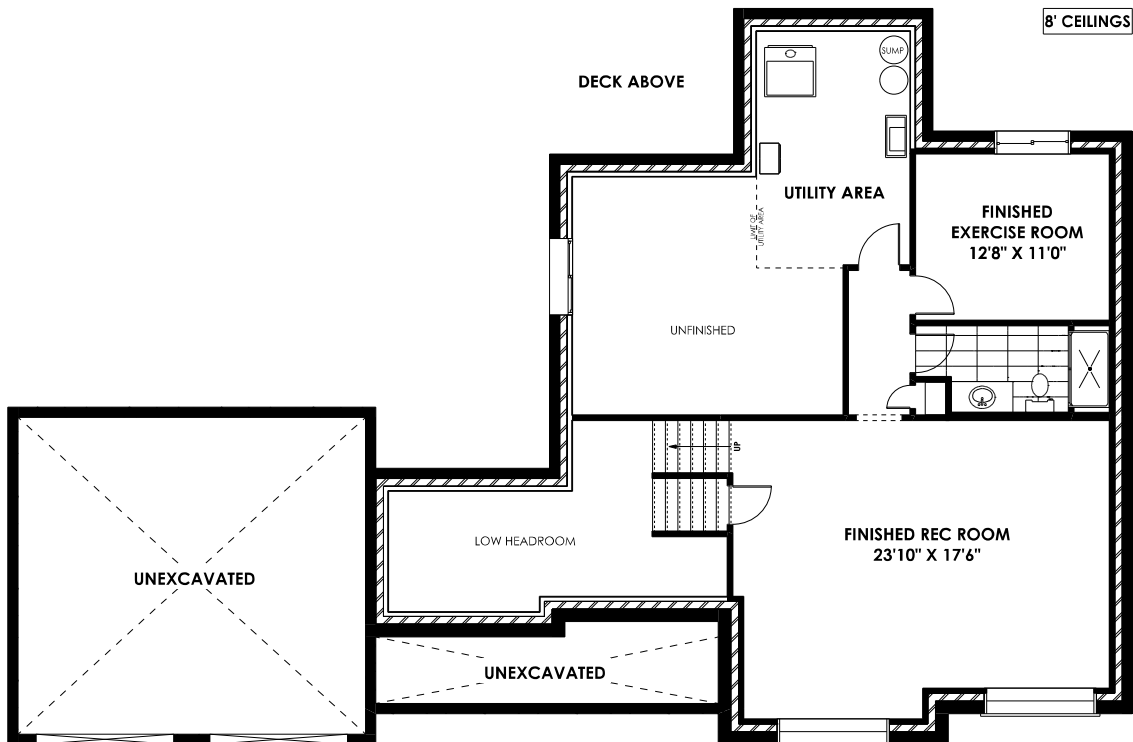 8' CEILINGS
SUMP
DECK ABOVE
UTILITY AREA
LIMIT OF
UTILITY AREA
FINISHED
EXERCISE ROOM
12'8" X 11'0"
UNFINISHED
UP
LOW HEADROOM
FINISHED REC ROOM
23'10" X 17'6"
UNEXCAVATED
UNEXCAVATED